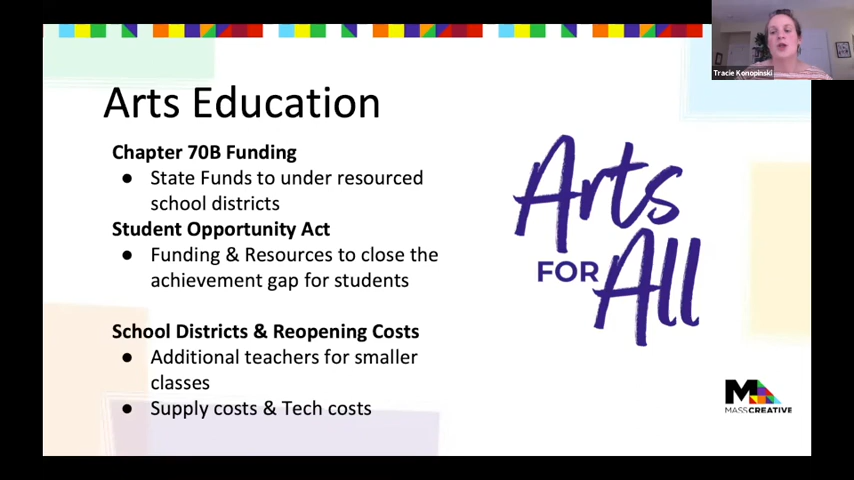 Arts Education
Chapter 70B Funding
● State Funds to under resourced
school districts
Student Opportunity Act
● Funding & Resources to close the
achievement gap for students
School Districts & Reopening Costs
● Additional teachers for smaller
classes
● Supply costs & Tech costs
Arts
FOR
All
MASSCREATIVE
Tracie Konopinski